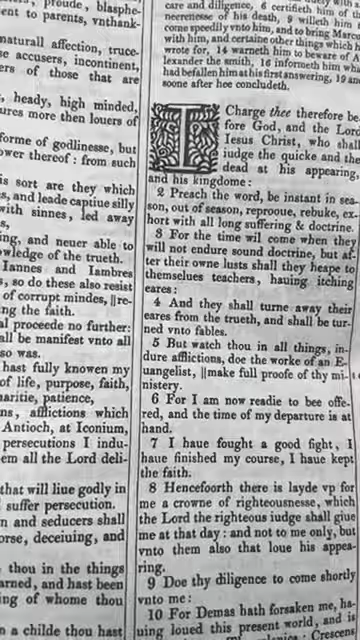 , proude, blasphe-
ent to parents, vnthank-
naturall affection, truce-
e accusers, incontinent,
ers of those that are
, heady, high minded,
ures more then louers of
forme of godlinesse, but
ower thereof : from such
is sort are they which
, and leade captiue silly
with sinnes, led away
s,
ing, and neuer able to
owledge of the trueth.
Iannes and Iambres
, so doe these also resist
of corrupt mindes, ||re-
ng the faith.
al proceede no further:
all be manifest vnto all
so was.
hast fully known my
of life, purpose, faith,
haritie, patience,
ns, afflictions which
Antioch, at Iconium,
persecutions I indu-
em all the Lord deli-
that will liue godly in
suffer persecution.
n and seducers shall
orse, deceiuing, and
thou in the things
arned, and hast been
ing of whome thou
n a childe thou hast
care and diligence, 6 certifieth him of the
neerenesse of his death, 9 willeth him to
come speedily vnto him, and to bring Marcus
with him, and certaine other things which he
wrote for, 14 warneth him to beware of A-
lexander the smith, 16 informeth him what
had befallen him at his first answering, 19 and
soone after hee concludeth.
I Charge thee therefore be-
fore God, and the Lord
Iesus Christ, who shall
iudge the quicke and the
dead at his appearing,
and his kingdome:
2 Preach the word, be instant in sea-
son, out of season, reprooue, rebuke, ex-
hort with all long suffering & doctrine.
3 For the time wil come when they
will not endure sound doctrine, but af-
ter their owne lusts shall they heape to
themselues teachers, hauing itching
eares :
4 And they shall turne away their
eares from the trueth, and shall be tur-
ned vnto fables.
5 But watch thou in all things, in-
dure afflictions, doe the worke of an E-
uangelist, ||make full proofe of thy mi-
nistery.
6 For I am now readie to bee offe-
red, and the time of my departure is at
hand.
7 I haue fought a good fight, I
haue finished my course, I haue kept
the faith.
8 Hencefoorth there is layde vp for
me a crowne of righteousnesse, which
the Lord the righteous iudge shall giue
me at that day : and not to me only, but
vnto them also that loue his appea-
ring.
9 Doe thy diligence to come shortly
vnto me :
10 For Demas hath forsaken me, ha-
uing loued this present world, and is